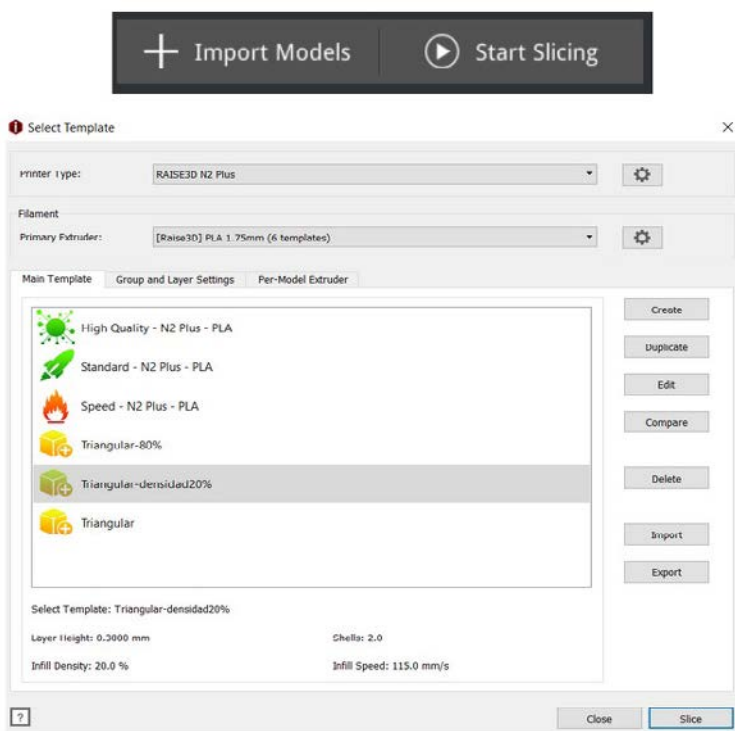 Import Models Start Slicing
Select Template
Printer Type: RAISE3D N2 Plus
Filament
Primary Extruder: [Raise3D] PLA 1.75mm (6 templates)
Main Template Group and Layer Settings Per-Model Extruder
High Quality - N2 Plus - PLA
Standard - N2 Plus - PLA
Speed - N2 Plus - PLA
Triangular-80%
Triangular-densidad20%
Triangular
Create
Duplicate
Edit
Compare
Delete
Import
Export
Select Template: Triangular-densidad20%
Layer Height: 0.3000 mm Shells: 2.0
Infill Density: 20.0 % Infill Speed: 115.0 mm/s
? Close Slice